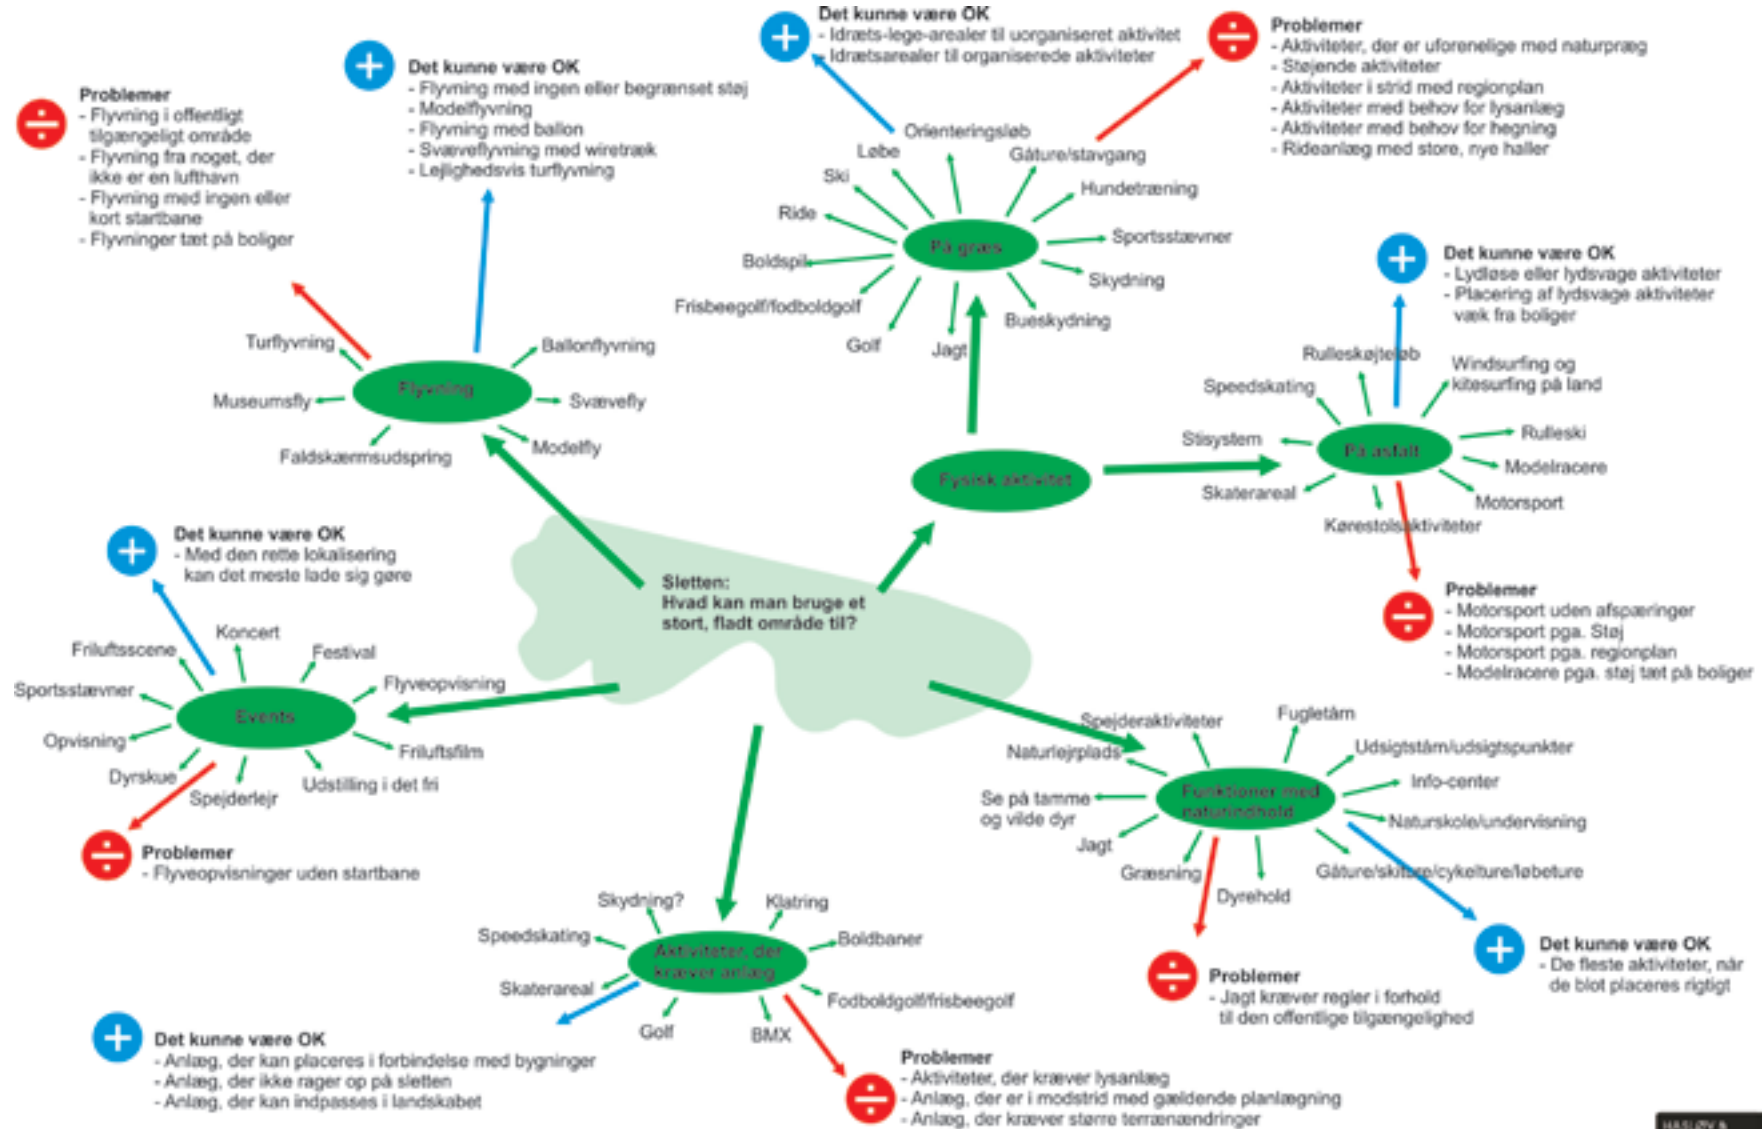 Det kunne være OK
- Idræts-lege-arealer til uorganiseret aktivitet
- Idrætsarealer til organiserede aktiviteter
Problemer
- Aktiviteter, der er uforenelige med naturpræg
- Støjende aktiviteter
- Aktiviteter i strid med regionplan
- Aktiviteter med behov for lysanlæg
- Aktiviteter med behov for hegning
- Rideanlæg med store, nye haller
Det kunne være OK
- Flyvning med ingen eller begrænset støj
- Modelflyvning
- Flyvning med ballon
- Svæveflyvning med wiretræk
- Lejlighedsvis turflyvning
Problemer
- Flyvning i offentligt
tilgængeligt område
- Flyvning fra noget, der
ikke er en lufthavn
- Flyvning med ingen eller
kort startbane
- Flyvninger tæt på boliger
Orienteringsløb
Løbe
Gåture/stavgang
Ski
Hundetræning
Ride
På græs
Sportsstævner
Boldspil
Skydning
Frisbeegolf/fodboldgolf
Bueskydning
Golf
Jagt
Det kunne være OK
- Lydløse eller lydsvage aktiviteter
- Placering af lydsvage aktiviteter
væk fra boliger
Turflyvning
Ballonflyvning
Flyvning
Museumsfly
Svævefly
Faldskærmsudspring
Modelfly
Rulleskøjteløb
Windsurfing og
kitesurfing på land
Speedskating
Stisystem
På asfalt
Rulleski
Modelracere
Skaterareal
Motorsport
Kørestolsaktiviteter
Fysisk aktivitet
Problemer
- Motorsport uden afspæringer
- Motorsport pga. Støj
- Motorsport pga. regionplan
- Modelracere pga. støj tæt på boliger
Sletten:
Hvad kan man bruge et
stort, fladt område til?
Det kunne være OK
- Med den rette lokalisering
kan det meste lade sig gøre
Koncert
Friluftsscene
Festival
Sportsstævner
Flyveopvisning
Events
Opvisning
Friluftsfilm
Dyrskue
Spejderlejr
Udstilling i det fri
Problemer
- Flyveopvisninger uden startbane
Spejderaktiviteter
Fugletårn
Naturlejrplads
Udsigtstårn/udsigtspunkter
Info-center
Funktioner med
naturindhold
Se på tamme
og vilde dyr
Naturskole/undervisning
Jagt
Græsning
Gåture/skiture/cykelture/løbeture
Dyrehold
Det kunne være OK
- De fleste aktiviteter, når
de blot placeres rigtigt
Problemer
- Jagt kræver regler i forhold
til den offentlige tilgængelighed
Skydning?
Klatring
Speedskating
Boldbaner
Aktiviteter, der
kræver anlæg
Skaterareal
Fodboldgolf/frisbeegolf
Golf
BMX
Det kunne være OK
- Anlæg, der kan placeres i forbindelse med bygninger
- Anlæg, der ikke rager op på sletten
- Anlæg, der kan indpasses i landskabet
Problemer
- Aktiviteter, der kræver lysanlæg
- Anlæg, der er i modstrid med gældende planlægning
- Anlæg, der kræver større terrænændringer